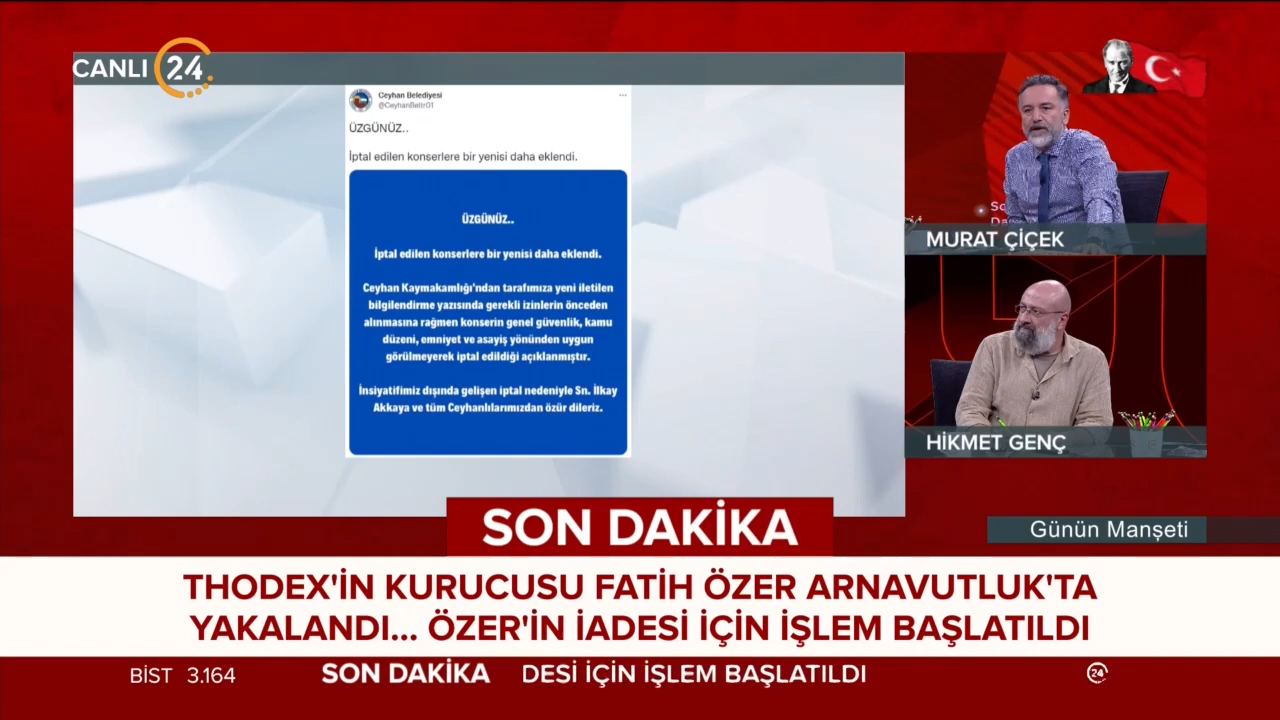 CANLI 24
Ceyhan Belediyesi
@CeyhanBeltr01
ÜZGÜNÜZ..
İptal edilen konserlere bir yenisi daha eklendi.
ÜZGÜNÜZ..
İptal edilen konserlere bir yenisi daha eklendi.
Ceyhan Kaymakamlığı'ndan tarafımıza yeni iletilen
bilgilendirme yazısında gerekli izinlerin önceden
alınmasına rağmen konserin genel güvenlik, kamu
düzeni, emniyet ve asayiş yönünden uygun
görülmeyerek iptal edildiği açıklanmıştır.
İnsiyatifimiz dışında gelişen iptal nedeniyle Sn. İlkay
Akkaya ve tüm Ceyhanlılarımızdan özür dileriz.
MURAT ÇİÇEK
HİKMET GENÇ
Günün Manşeti
SON DAKİKA
THODEX'İN KURUCUSU FATİH ÖZER ARNAVUTLUK'TA
YAKALANDI... ÖZER'İN İADESİ İÇİN İŞLEM BAŞLATILDI
BİST 3.164 SON DAKİKA DESİ İÇİN İŞLEM BAŞLATILDI 24